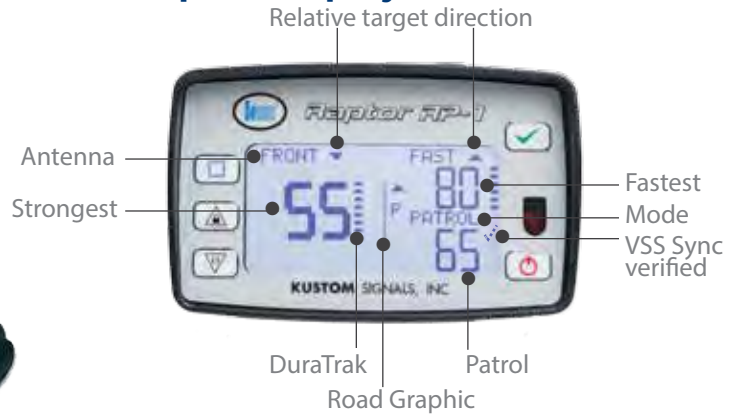 Relative target direction
Raptor RP-1
Antenna
FRONT
FAST
80
Fastest
Strongest
55
P
PATROL
Mode
65
VSS Sync
verified
KUSTOM SIGNALS, INC
DuraTrak
Patrol
Road Graphic